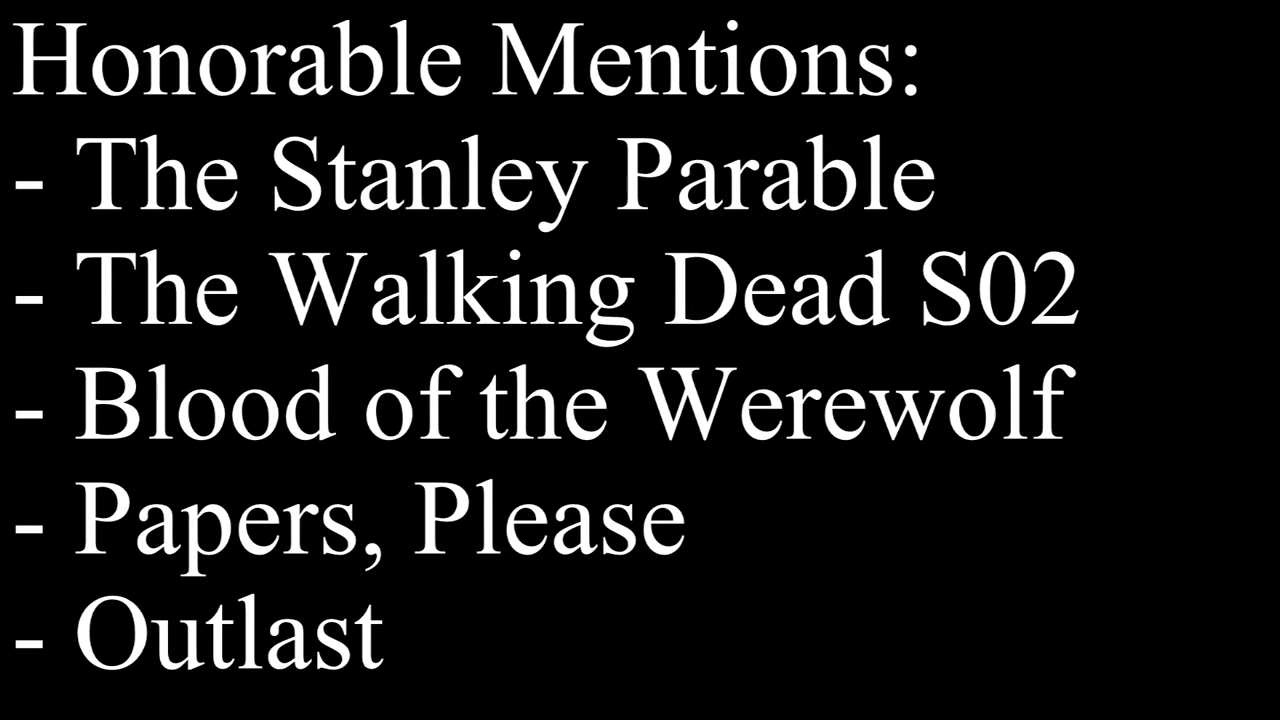 Honorable Mentions:
- The Stanley Parable
- The Walking Dead S02
- Blood of the Werewolf
- Papers, Please
- Outlast